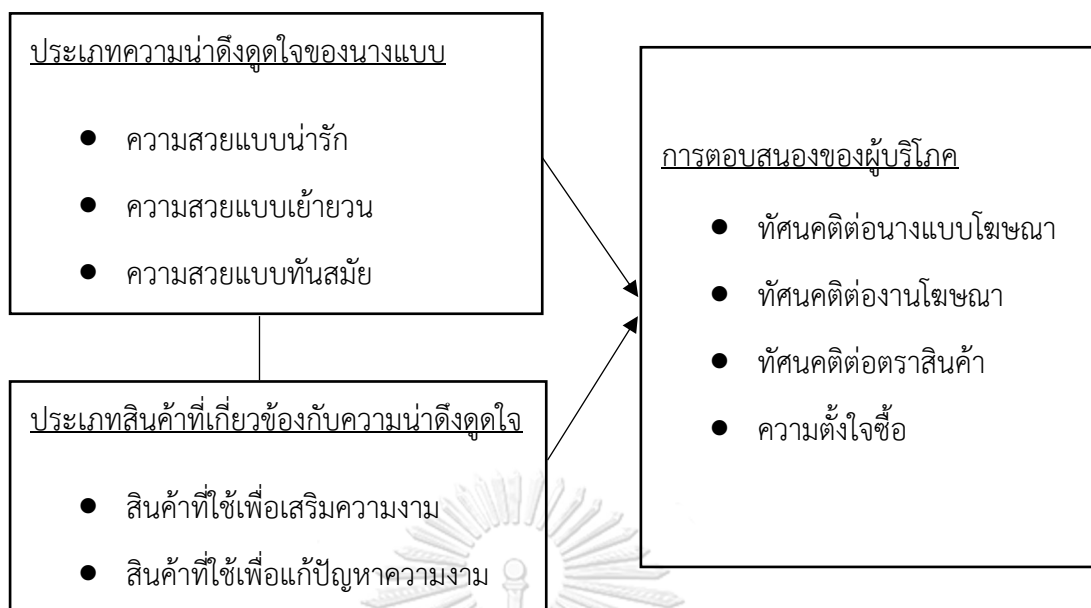 ประเภทความน่าดึงดูดใจของนางแบบ
● ความสวยแบบน่ารัก
● ความสวยแบบเย้ายวน
● ความสวยแบบทันสมัย
ประเภทสินค้าที่เกี่ยวข้องกับความน่าดึงดูดใจ
● สินค้าที่ใช้เพื่อเสริมความงาม
● สินค้าที่ใช้เพื่อแก้ปัญหาความงาม
การตอบสนองของผู้บริโภค
● ทัศนคติต่อนางแบบโฆษณา
● ทัศนคติต่องานโฆษณา
● ทัศนคติต่อตราสินค้า
● ความตั้งใจซื้อ